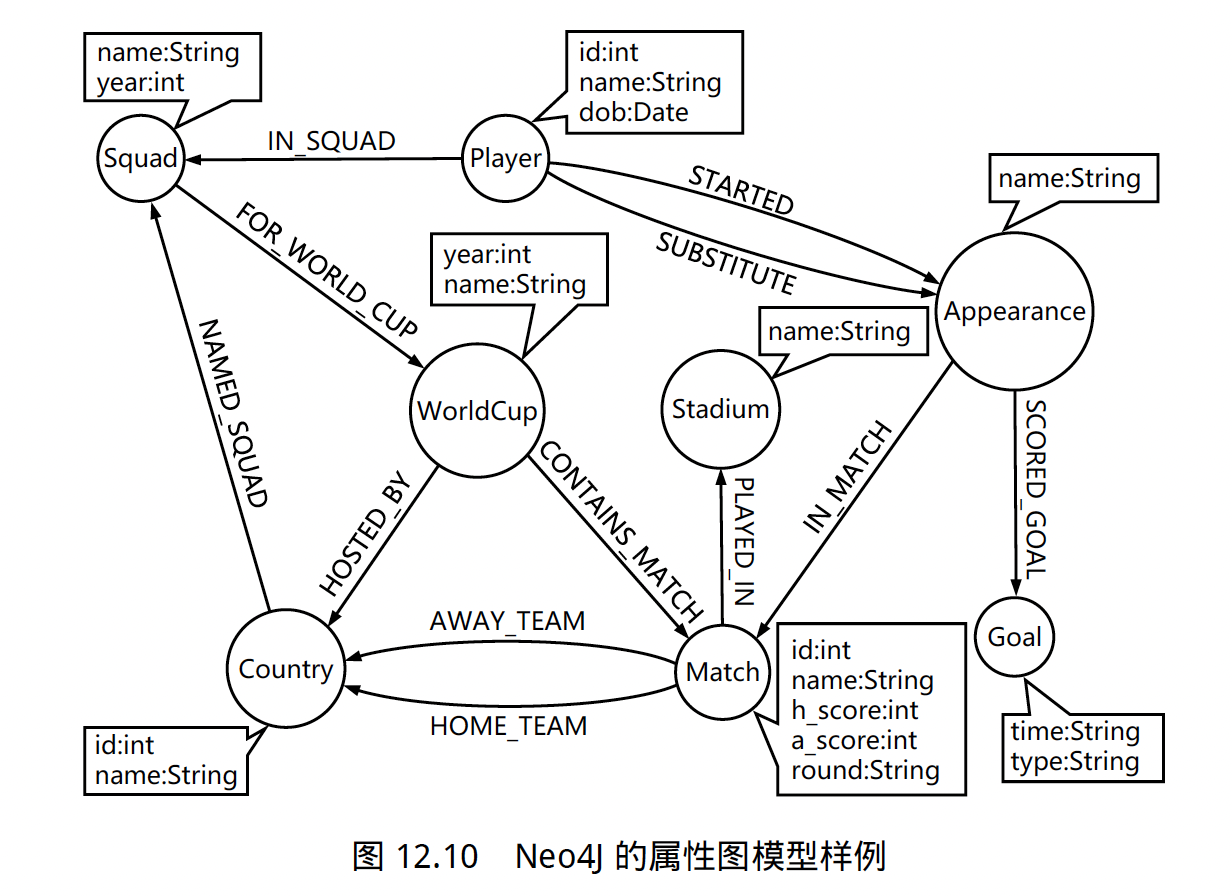 name:String
year:int
id:int
name:String
dob:Date
Squad
IN_SQUAD
Player
STARTED
SUBSTITUTE
name:String
Appearance
FOR_WORLD_CUP
year:int
name:String
WorldCup
name:String
Stadium
NAMED_SQUAD
HOSTED_BY
CONTAINS_MATCH
PLAYED_IN
IN_MATCH
SCORED_GOAL
AWAY_TEAM
HOME_TEAM
Country
id:int
name:String
Match
id:int
name:String
h_score:int
a_score:int
round:String
Goal
time:String
type:String
图 12.10 Neo4J 的属性图模型样例